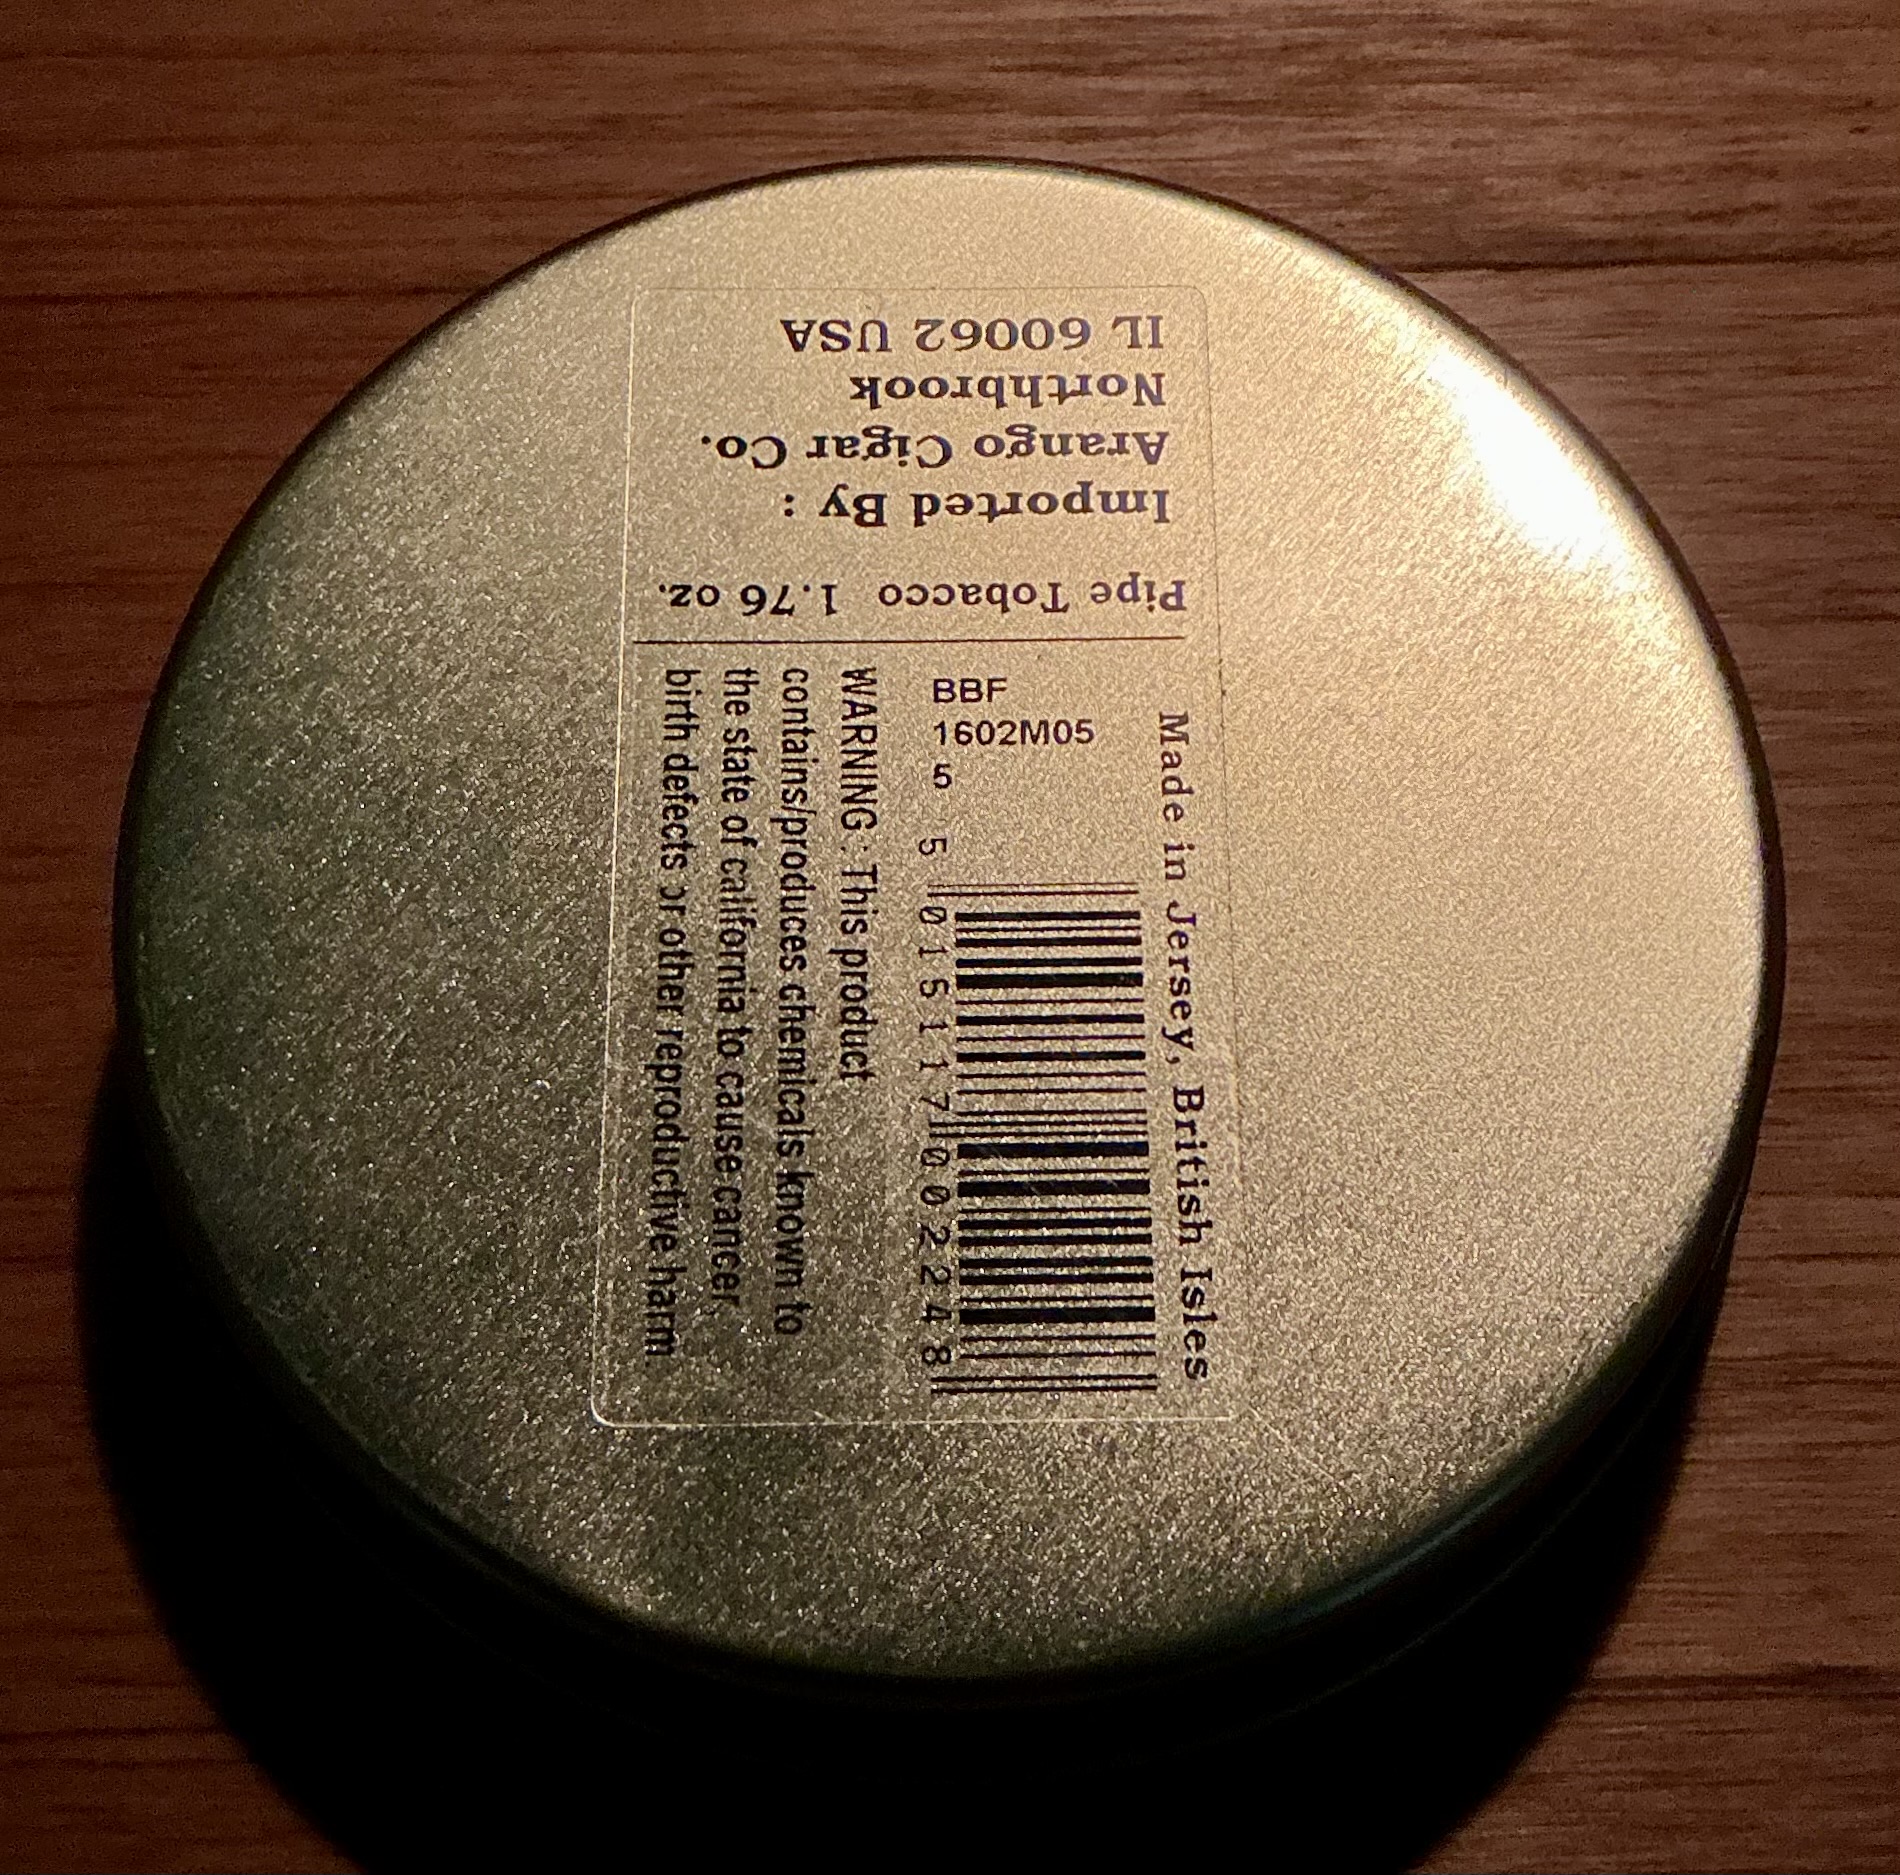 Pipe Tobacco 1.76 oz.
Imported By :
Arango Cigar Co.
Northbrook
IL 60062 USA
Made in Jersey, British Isles
BBF
1602M05
5
5 015117 002248
WARNING : This product
contains/produces chemicals known to
the state of california to cause cancer,
birth defects or other reproductive harm.